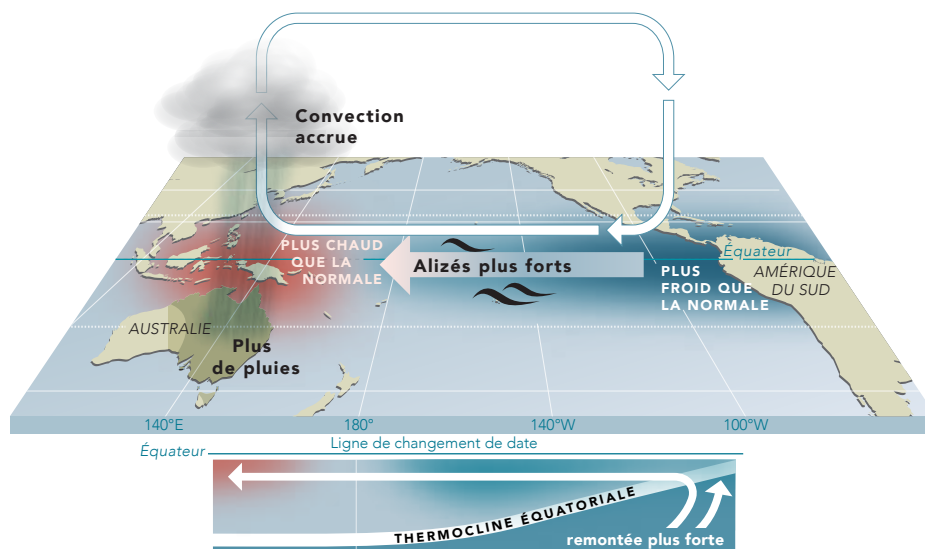 Convection
accrue
PLUS CHAUD
QUE LA
NORMALE
Alizés plus forts
Équateur
PLUS
FROID QUE
LA NORMALE
AMÉRIQUE
DU SUD
AUSTRALIE
Plus
de pluies
140°E
180°
140°W
100°W
Ligne de changement de date
Équateur
THERMOCLINE ÉQUATORIALE
remontée plus forte